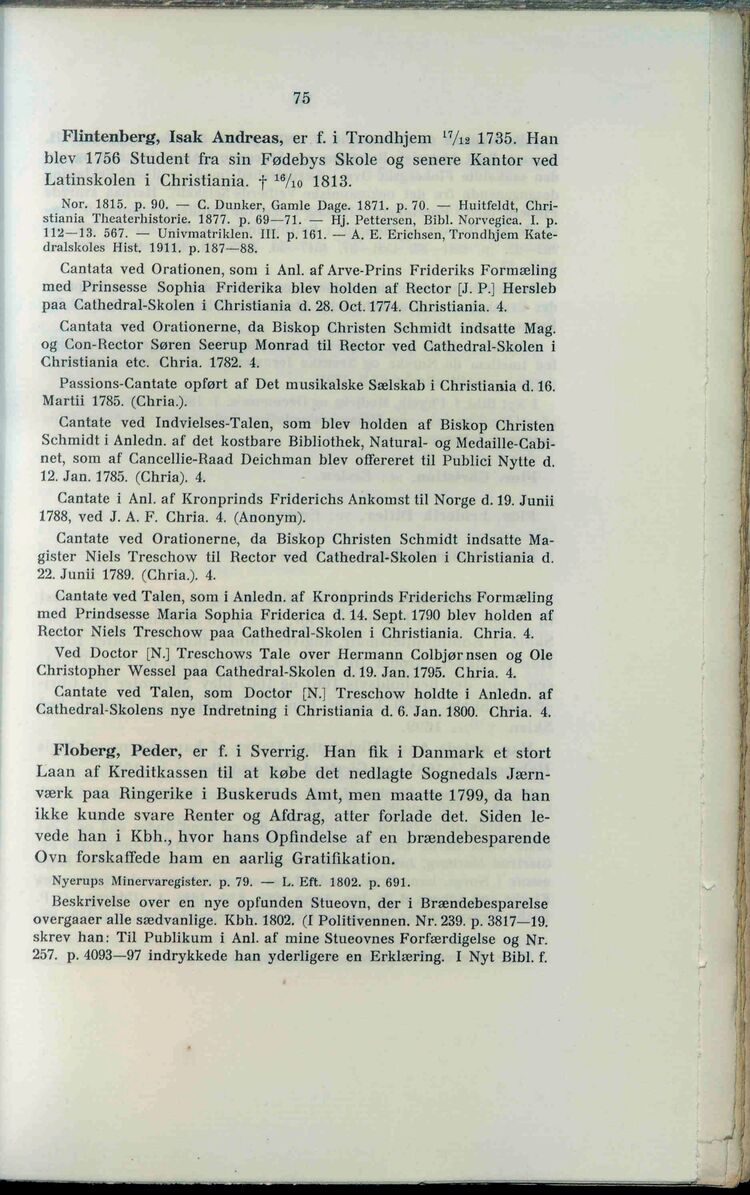 75
Flintenberg, Isak Andreas, er f. i Trondhjem 17/12 1735. Han
blev 1756 Student fra sin Fødebys Skole og senere Kantor ved
Latinskolen i Christiania. † 16/10 1813.
Nor. 1815. p. 90. — C. Dunker, Gamle Dage. 1871. p. 70. — Huitfeldt, Chri-
stiania Theaterhistorie. 1877. p. 69—71. — Hj. Pettersen, Bibl. Norvegica. I. p.
112—13. 567. — Univmatriklen. III. p. 161. — A. E. Erichsen, Trondhjem Kate-
dralskoles Hist. 1911. p. 187—88.
Cantata ved Orationen, som i Anl. af Arve-Prins Frideriks Formæling
med Prinsesse Sophia Friderika blev holden af Rector [J. P.] Hersleb
paa Cathedral-Skolen i Christiania d. 28. Oct. 1774. Christiania. 4.
Cantata ved Orationerne, da Biskop Christen Schmidt indsatte Mag.
og Con-Rector Søren Seerup Monrad til Rector ved Cathedral-Skolen i
Christiania etc. Chria. 1782. 4.
Passions-Cantate opført af Det musikalske Sælskab i Christiania d. 16.
Martii 1785. (Chria.).
Cantate ved Indvielses-Talen, som blev holden af Biskop Christen
Schmidt i Anledn. af det kostbare Bibliothek, Natural- og Medaille-Cabi-
net, som af Cancellie-Raad Deichman blev offereret til Publici Nytte d.
12. Jan. 1785. (Chria). 4.
Cantate i Anl. af Kronprinds Friderichs Ankomst til Norge d. 19. Junii
1788, ved J. A. F. Chria. 4. (Anonym).
Cantate ved Orationerne, da Biskop Christen Schmidt indsatte Ma-
gister Niels Treschow til Rector ved Cathedral-Skolen i Christiania d.
22. Junii 1789. (Chria.). 4.
Cantate ved Talen, som i Anledn. af Kronprinds Friderichs Formæling
med Prindsesse Maria Sophia Friderica d. 14. Sept. 1790 blev holden af
Rector Niels Treschow paa Cathedral-Skolen i Christiania. Chria. 4.
Ved Doctor [N.] Treschows Tale over Hermann Colbjørnsen og Ole
Christopher Wessel paa Cathedral-Skolen d. 19. Jan. 1795. Chria. 4.
Cantate ved Talen, som Doctor [N.] Treschow holdte i Anledn. af
Cathedral-Skolens nye Indretning i Christiania d. 6. Jan. 1800. Chria. 4.
Floberg, Peder, er f. i Sverrig. Han fik i Danmark et stort
Laan af Kreditkassen til at købe det nedlagte Sognedals Jærn-
værk paa Ringerike i Buskeruds Amt, men maatte 1799, da han
ikke kunde svare Renter og Afdrag, atter forlade det. Siden le-
vede han i Kbh., hvor hans Opfindelse af en brændebesparende
Ovn forskaffede ham en aarlig Gratifikation.
Nyerups Minervaregister. p. 79. — L. Eft. 1802. p. 691.
Beskrivelse over en nye opfunden Stueovn, der i Brændebesparelse
overgaaer alle sædvanlige. Kbh. 1802. (I Politivennen. Nr. 239. p. 3817—19.
skrev han: Til Publikum i Anl. af mine Stueovnes Forfærdigelse og Nr.
257. p. 4093—97 indrykkede han yderligere en Erklæring. I Nyt Bibl. f.